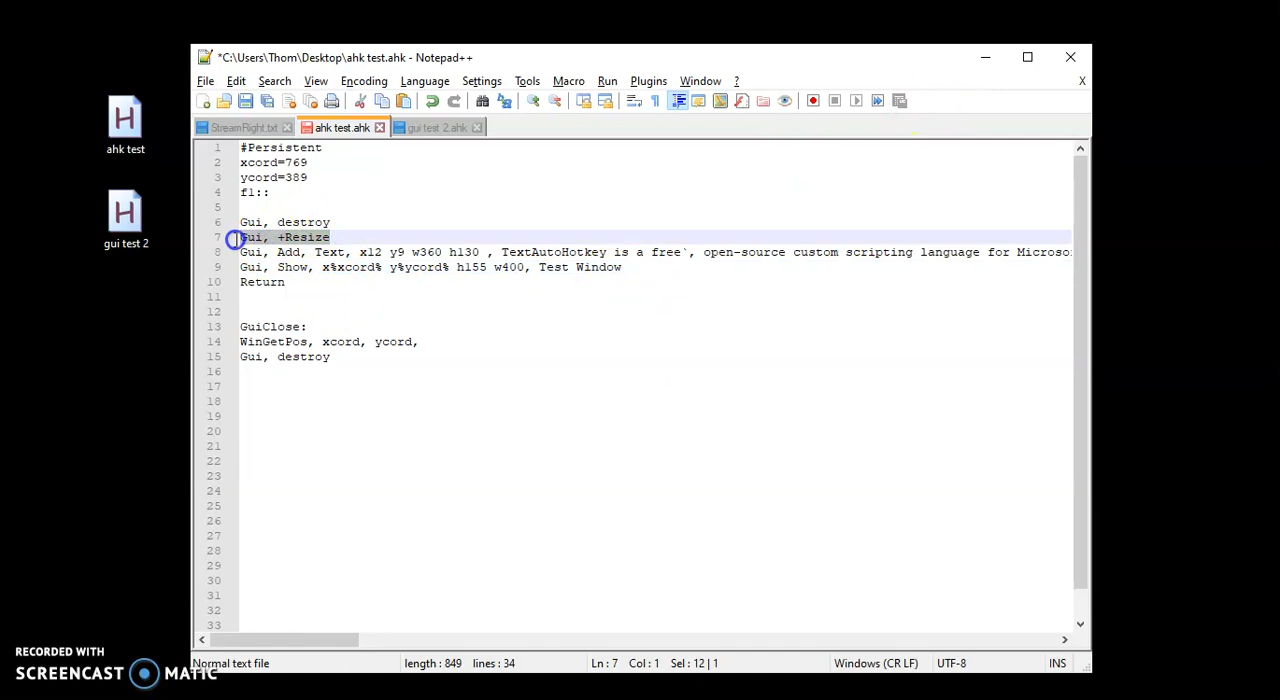 *C:\Users\Thom\Desktop\ahk test.ahk - Notepad++
File Edit Search View Encoding Language Settings Tools Macro Run Plugins Window ? X
StreamRight.txt ahk test.ahk gui test 2.ahk
1 #Persistent
2 xcord=769
3 ycord=389
4 f1::
5
6 Gui, destroy
7 Gui, +Resize
8 Gui, Add, Text, x12 y9 w360 h130 , TextAutoHotkey is a free`, open-source custom scripting language for Microso
9 Gui, Show, x%xcord% y%ycord% h155 w400, Test Window
10 Return
11
12
13 GuiClose:
14 WinGetPos, xcord, ycord,
15 Gui, destroy
16
17
18
19
20
21
22
23
24
25
26
27
28
29
30
31
32
33
Normal text file length : 849 lines : 34 Ln : 7 Col : 1 Sel : 12 | 1 Windows (CR LF) UTF-8 INS
H
ahk test
H
gui test 2
RECORDED WITH
SCREENCAST MATIC